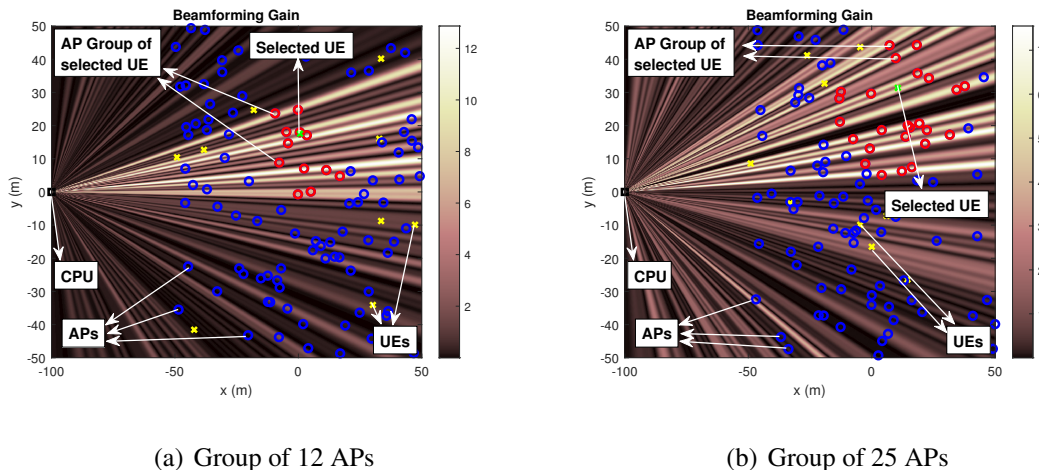 Beamforming Gain
AP Group of
selected UE
Selected UE
CPU
APs
UEs
50
40
30
20
10
0
-10
-20
-30
-40
-50
y (m)
-100
-50
0
50
x (m)
12
10
8
6
4
2
(a) Group of 12 APs
Beamforming Gain
AP Group of
selected UE
Selected UE
CPU
APs
UEs
50
40
30
20
10
0
-10
-20
-30
-40
-50
y (m)
-100
-50
0
50
x (m)
(b) Group of 25 APs